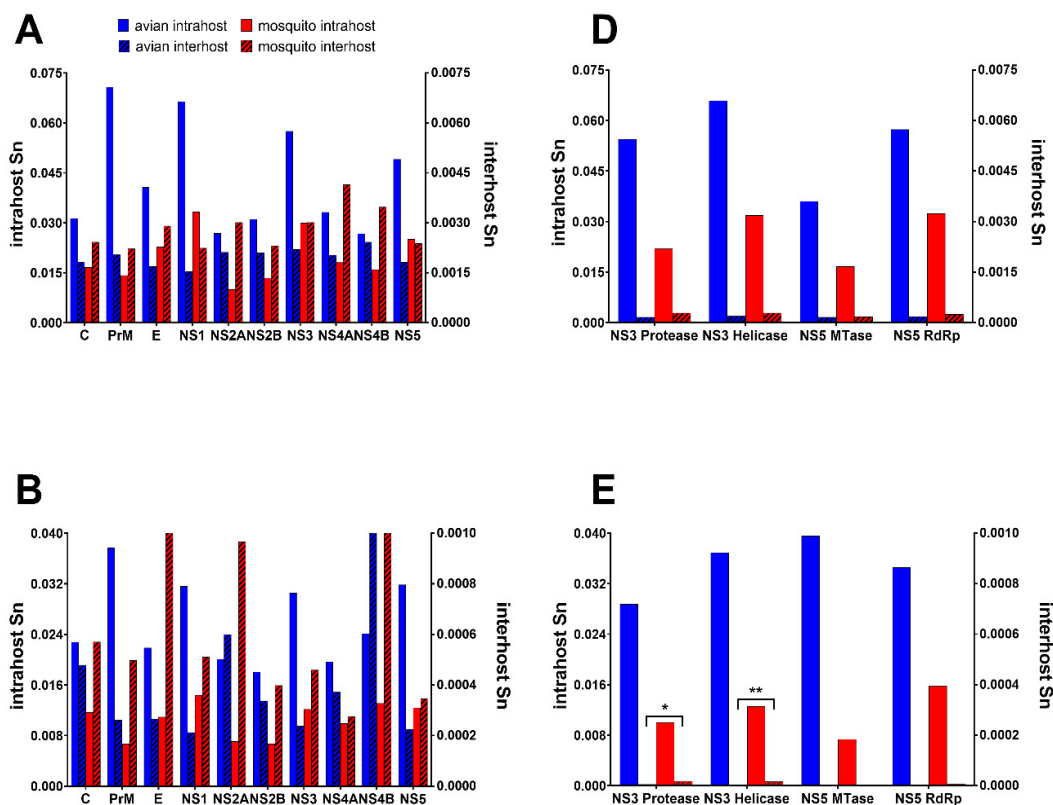 A
avian intrahost mosquito intrahost
avian interhost mosquito interhost
intrahost Sn
0.075
0.060
0.045
0.030
0.015
0.000
0.0075
0.0060
0.0045
0.0030
0.0015
0.0000
interhost Sn
C PrM E NS1 NS2A NS2B NS3 NS4A NS4B NS5
D
intrahost Sn
0.075
0.060
0.045
0.030
0.015
0.000
0.0075
0.0060
0.0045
0.0030
0.0015
0.0000
interhost Sn
NS3 Protease NS3 Helicase NS5 MTase NS5 RdRp
B
intrahost Sn
0.040
0.032
0.024
0.016
0.008
0.000
0.0010
0.0008
0.0006
0.0004
0.0002
0.0000
interhost Sn
C PrM E NS1 NS2A NS2B NS3 NS4A NS4B NS5
E
intrahost Sn
0.040
0.032
0.024
0.016
0.008
0.000
* **
0.0010
0.0008
0.0006
0.0004
0.0002
0.0000
interhost Sn
NS3 Protease NS3 Helicase NS5 MTase NS5 RdRp